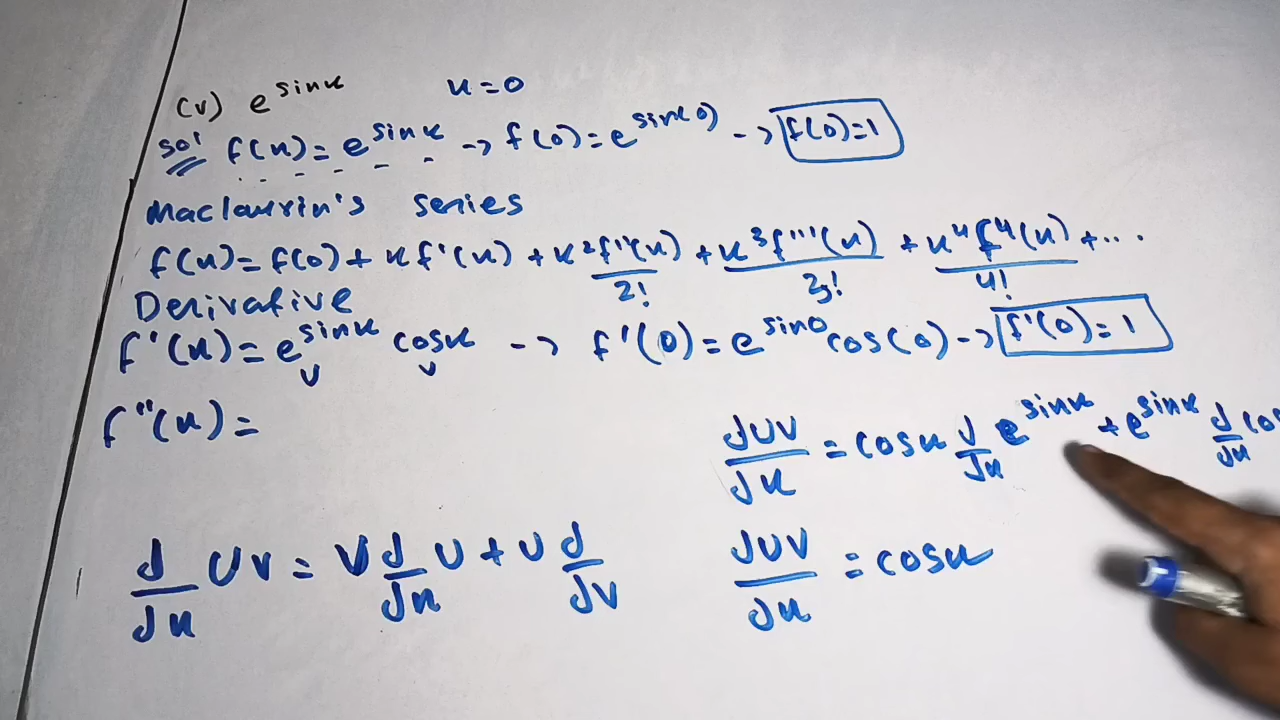 (v) e^sinx x=0
sol f(x)=e^sinx -> f(0)=e^sin(0) --> f(0)=1
Maclaurin's series
f(x)=f(0)+xf'(x)+x²f''(x)/2!+x³f'''(x)/3!+x⁴f⁴(x)/4!+...
Derivative
f'(x)=e^sinx cosx --> f'(0)=e^sin0 cos(0)--> f'(0)=1
U V
f''(x)=
dUV/dx = cosx d/dx e^sinx + e^sinx d/dx co
d/dx UV = V d/dx U + U d/dV
dUV/dx = cosx